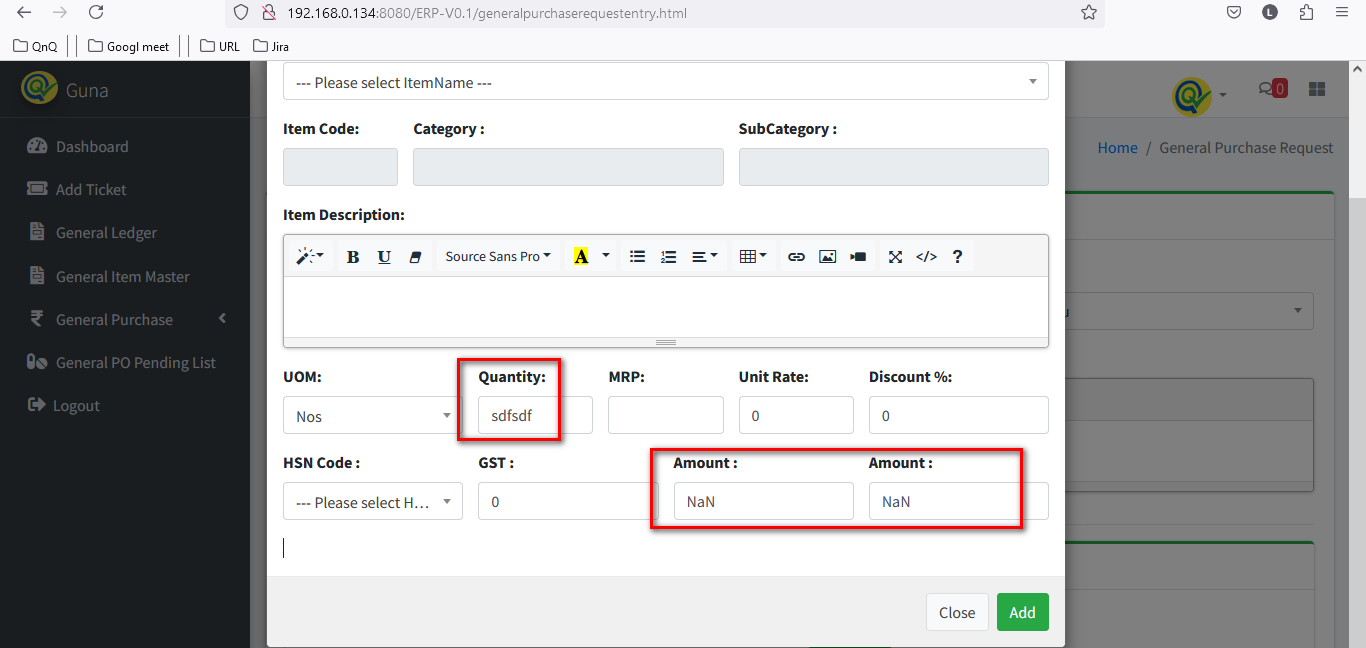 192.168.0.134:8080/ERP-V0.1/generalpurchaserequestentry.html
L
QnQ
Googl meet
URL
Jira
Guna
0
Dashboard
Add Ticket
General Ledger
General Item Master
General Purchase
General PO Pending List
Logout
Home / General Purchase Request
--- Please select ItemName ---
Item Code: Category : SubCategory :
Item Description:
B U Source Sans Pro A </> ?
UOM: Quantity: MRP: Unit Rate: Discount %:
Nos sdfsdf 0 0
HSN Code : GST : Amount : Amount :
--- Please select H... 0 NaN NaN
Close Add